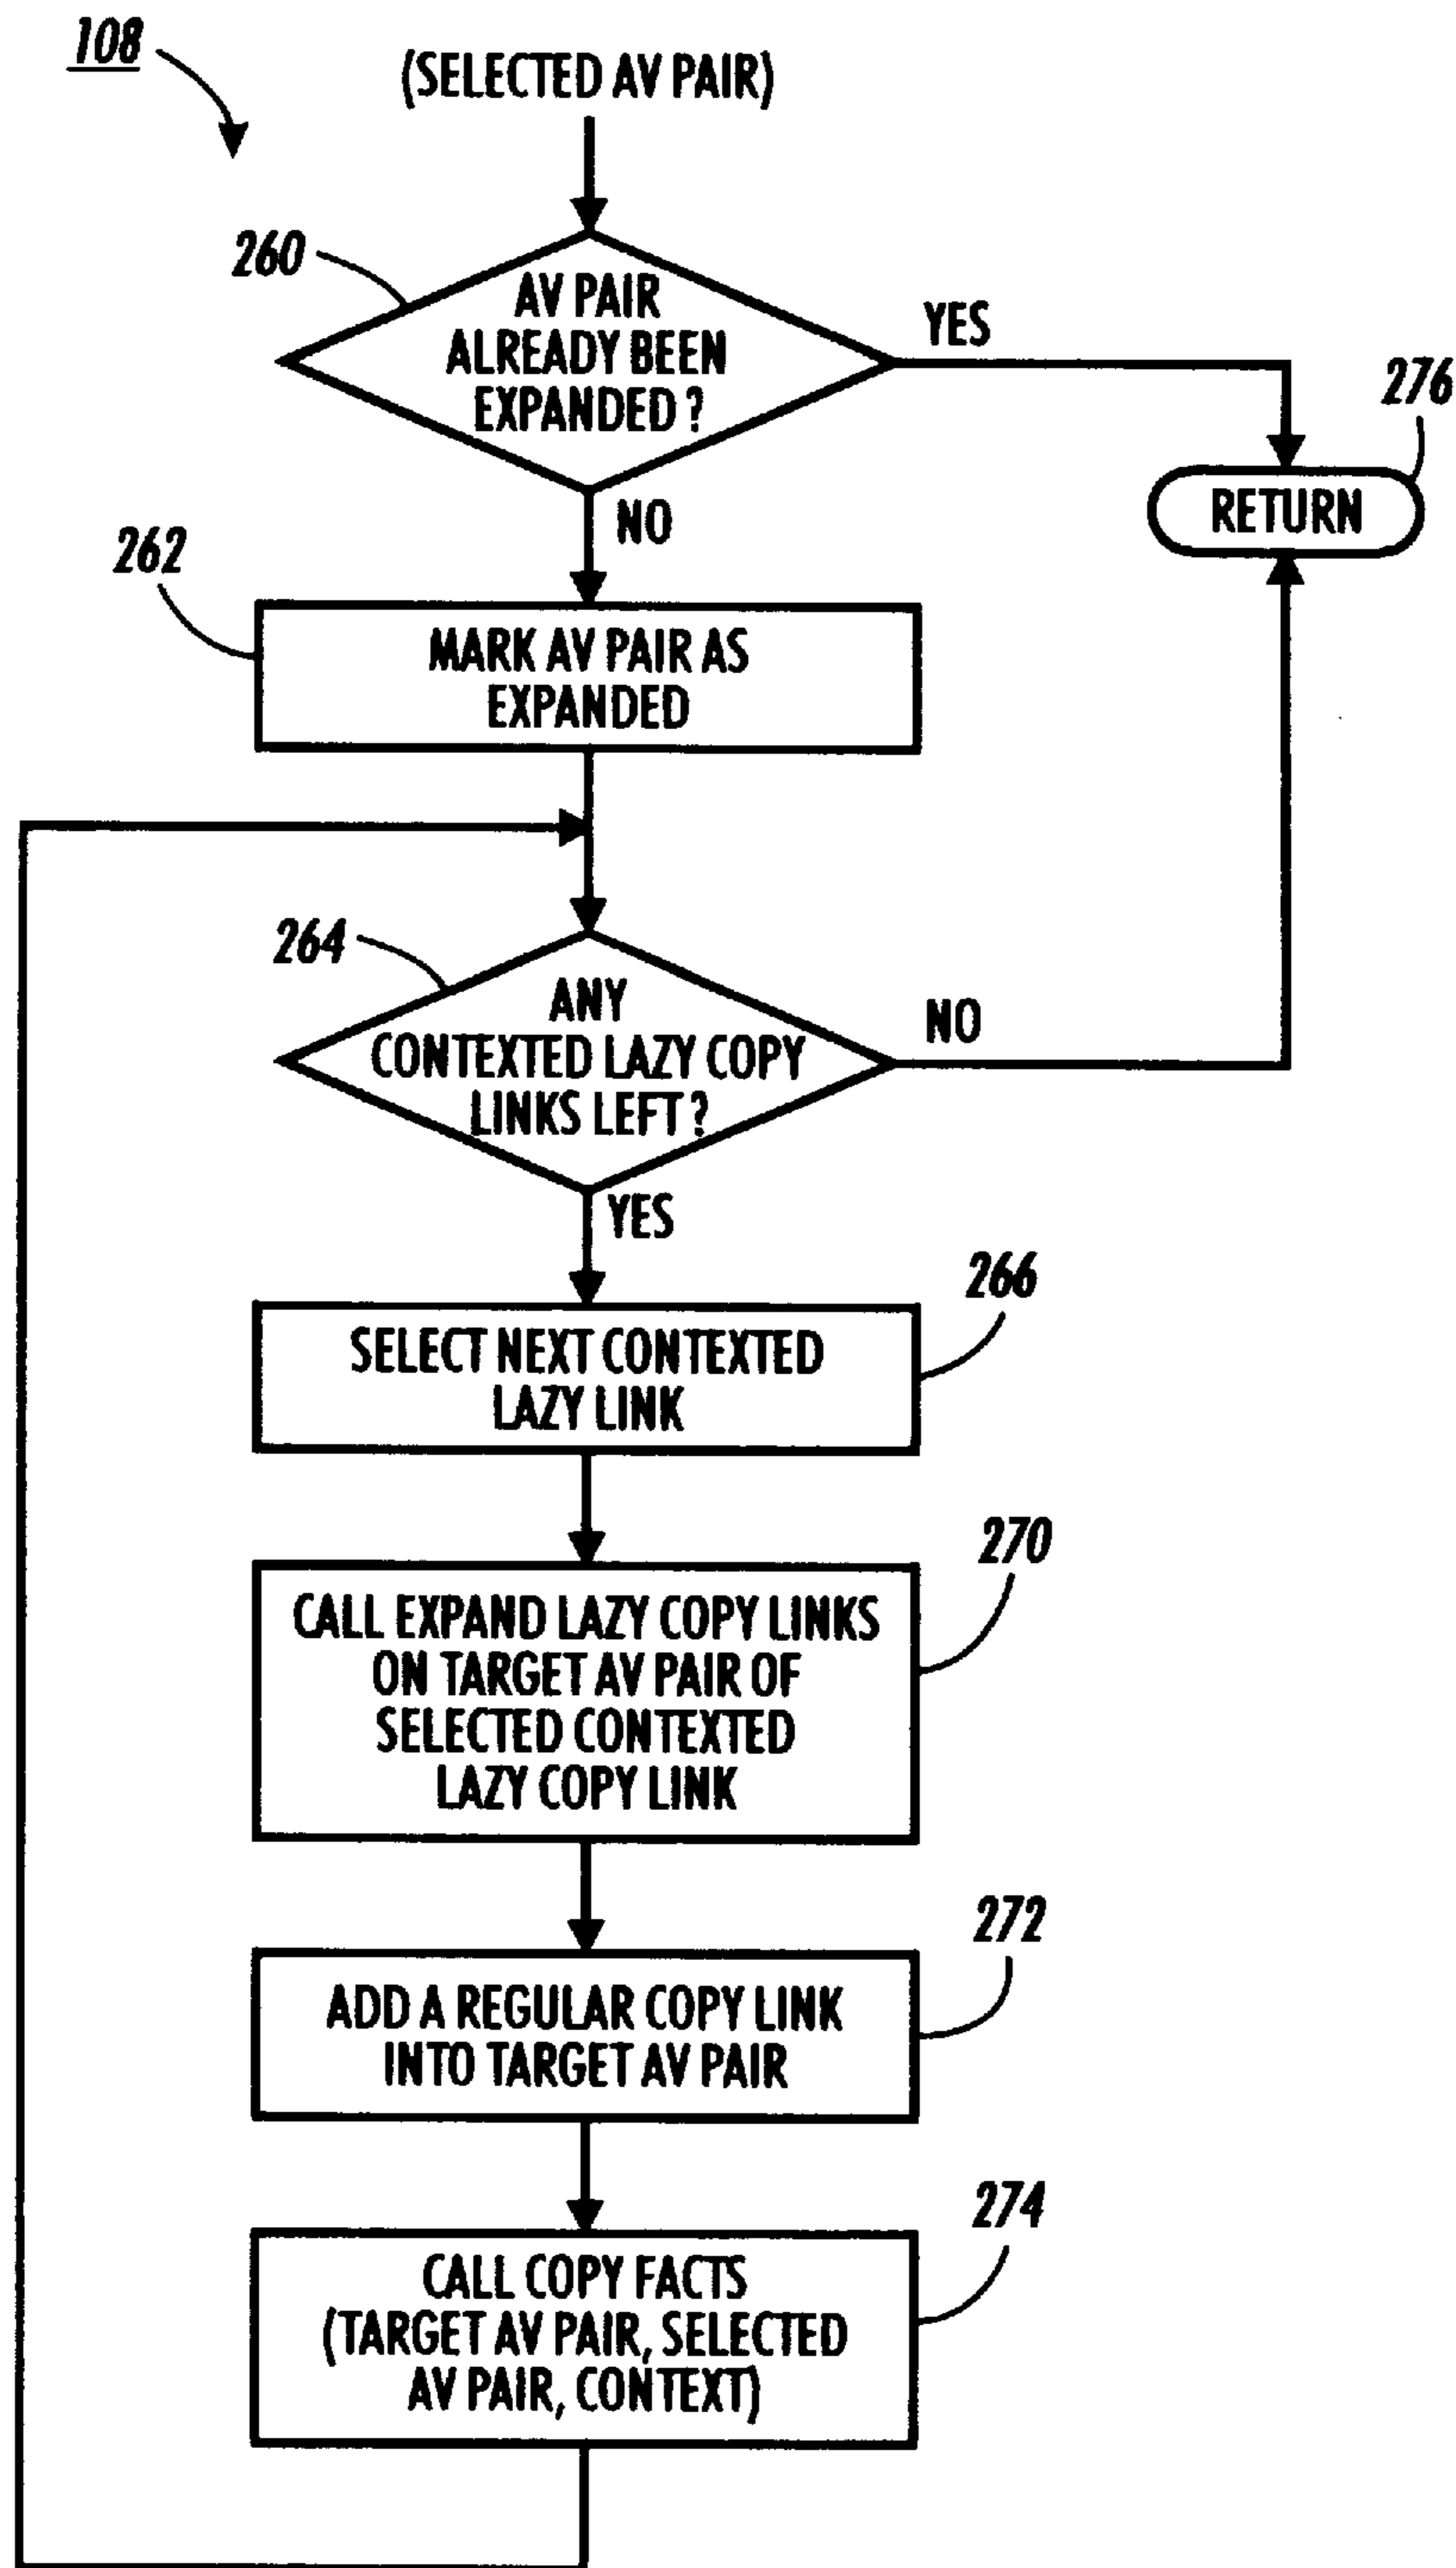 108
(SELECTED AV PAIR)
260
AV PAIR
ALREADY BEEN
EXPANDED ?
YES
276
RETURN
NO
262
MARK AV PAIR AS
EXPANDED
264
ANY
CONTEXTED LAZY COPY
LINKS LEFT ?
NO
YES
266
SELECT NEXT CONTEXTED
LAZY LINK
270
CALL EXPAND LAZY COPY LINKS
ON TARGET AV PAIR OF
SELECTED CONTEXTED
LAZY COPY LINK
272
ADD A REGULAR COPY LINK
INTO TARGET AV PAIR
274
CALL COPY FACTS
(TARGET AV PAIR, SELECTED
AV PAIR, CONTEXT)